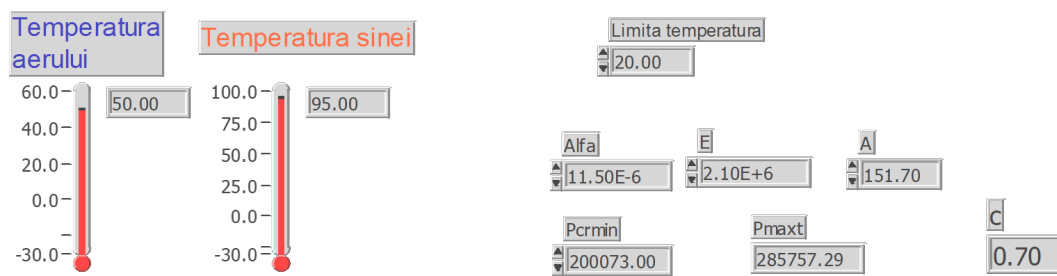 Temperatura
aerului
Temperatura sinei
Limita temperatura
20.00
60.0
40.0
20.0
0.0
-30.0
50.00
100.0
75.0
50.0
25.0
0.0
-30.0
95.00
Alfa
11.50E-6
E
2.10E+6
A
151.70
Pcrmin
200073.00
Pmaxt
285757.29
C
0.70